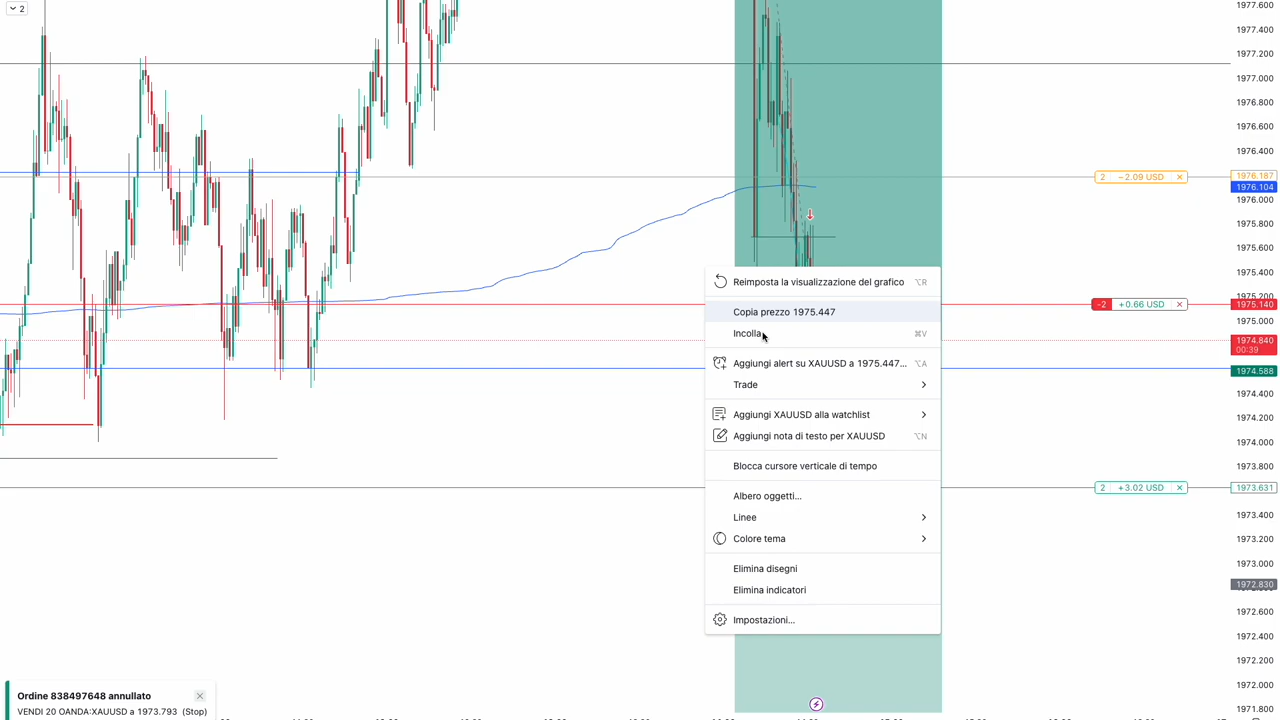 2
1977.600
1977.400
1977.200
1977.000
1976.800
1976.600
1976.400
2 −2.09 USD ×
1976.187
1976.104
1976.000
1975.800
1975.600
1975.400
1975.200
Reimposta la visualizzazione del grafico ⌥R
-2 +0.66 USD ×
1975.140
Copia prezzo 1975.447
1975.000
Incolla ⌘V
1974.840
00:39
Aggiungi alert su XAUUSD a 1975.447... ⌥A
1974.588
Trade
1974.400
Aggiungi XAUUSD alla watchlist
1974.200
Aggiungi nota di testo per XAUUSD ⌥N
1974.000
Blocca cursore verticale di tempo
1973.800
2 +3.02 USD ×
1973.631
Albero oggetti...
1973.400
Linee
1973.200
Colore tema
1973.000
Elimina disegni
1972.830
Elimina indicatori
1972.600
Impostazioni...
1972.400
1972.200
1972.000
1971.800
Ordine 838497648 annullato ×
VENDI 20 OANDA:XAUUSD a 1973.793 (Stop)